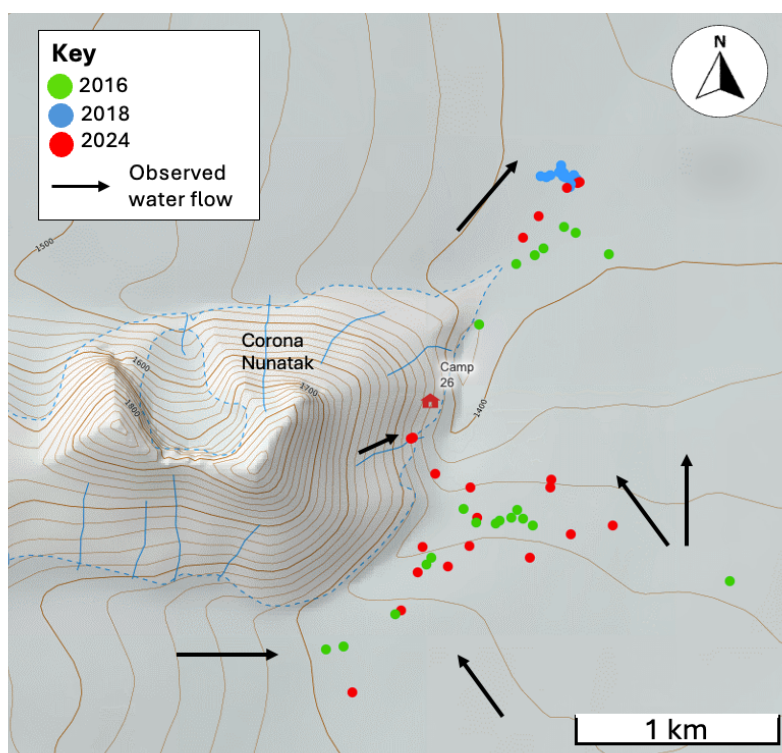 Key
2016
2018
2024
Observed
water flow
N
1500
Corona
Nunatak
1600
1700
1800
Camp
26
1400
1 km